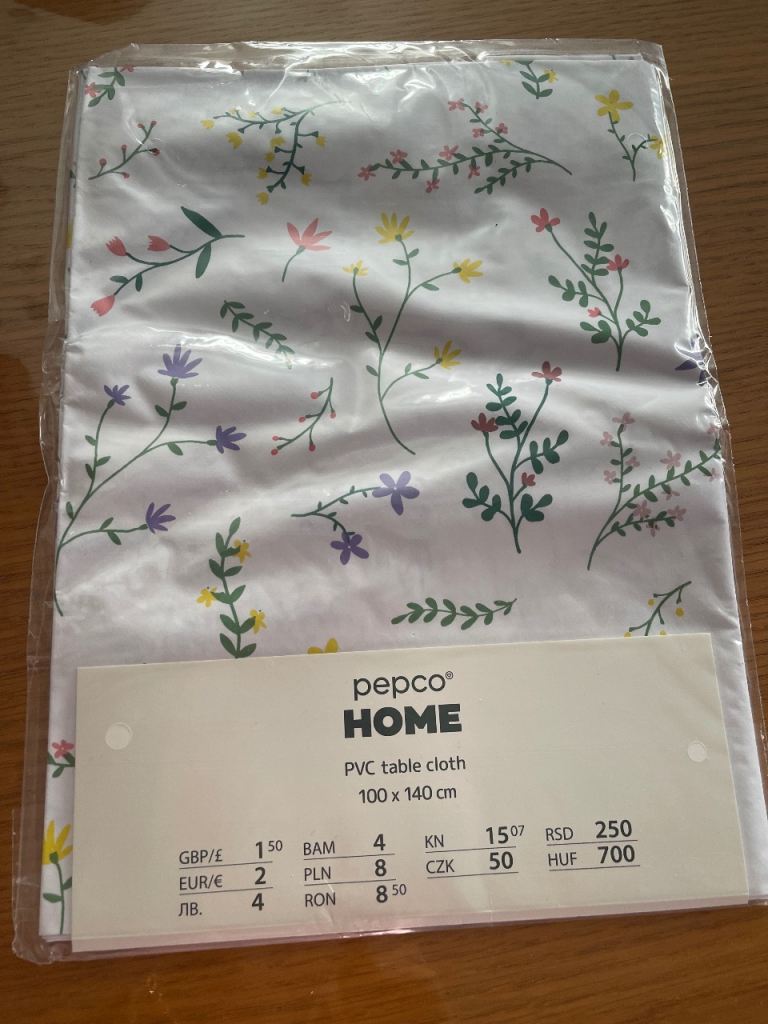 pepco®
HOME
PVC table cloth
100 x 140 cm
GBP/£ 1 50
EUR/€ 2
ЛВ. 4
BAM 4
PLN 8
RON 8 50
KN 15 07
CZK 50
RSD 250
HUF 700